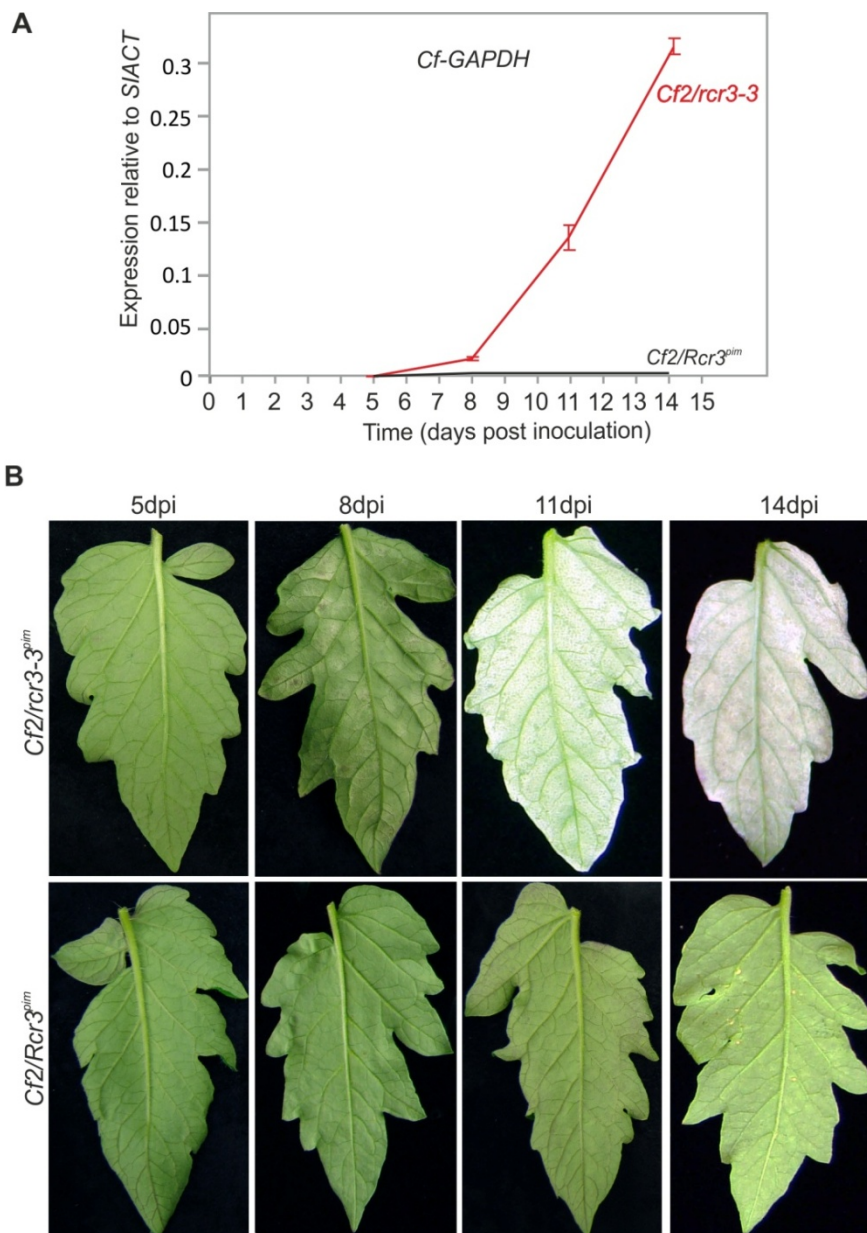 A
Expression relative to SlACT
Cf-GAPDH
Cf2/rcr3-3
Cf2/Rcr3pim
0.3
0.25
0.2
0.15
0.1
0.05
0
0 1 2 3 4 5 6 7 8 9 10 11 12 13 14 15
Time (days post inoculation)
B
5dpi 8dpi 11dpi 14dpi
Cf2/rcr3-3pim
Cf2/Rcr3pim